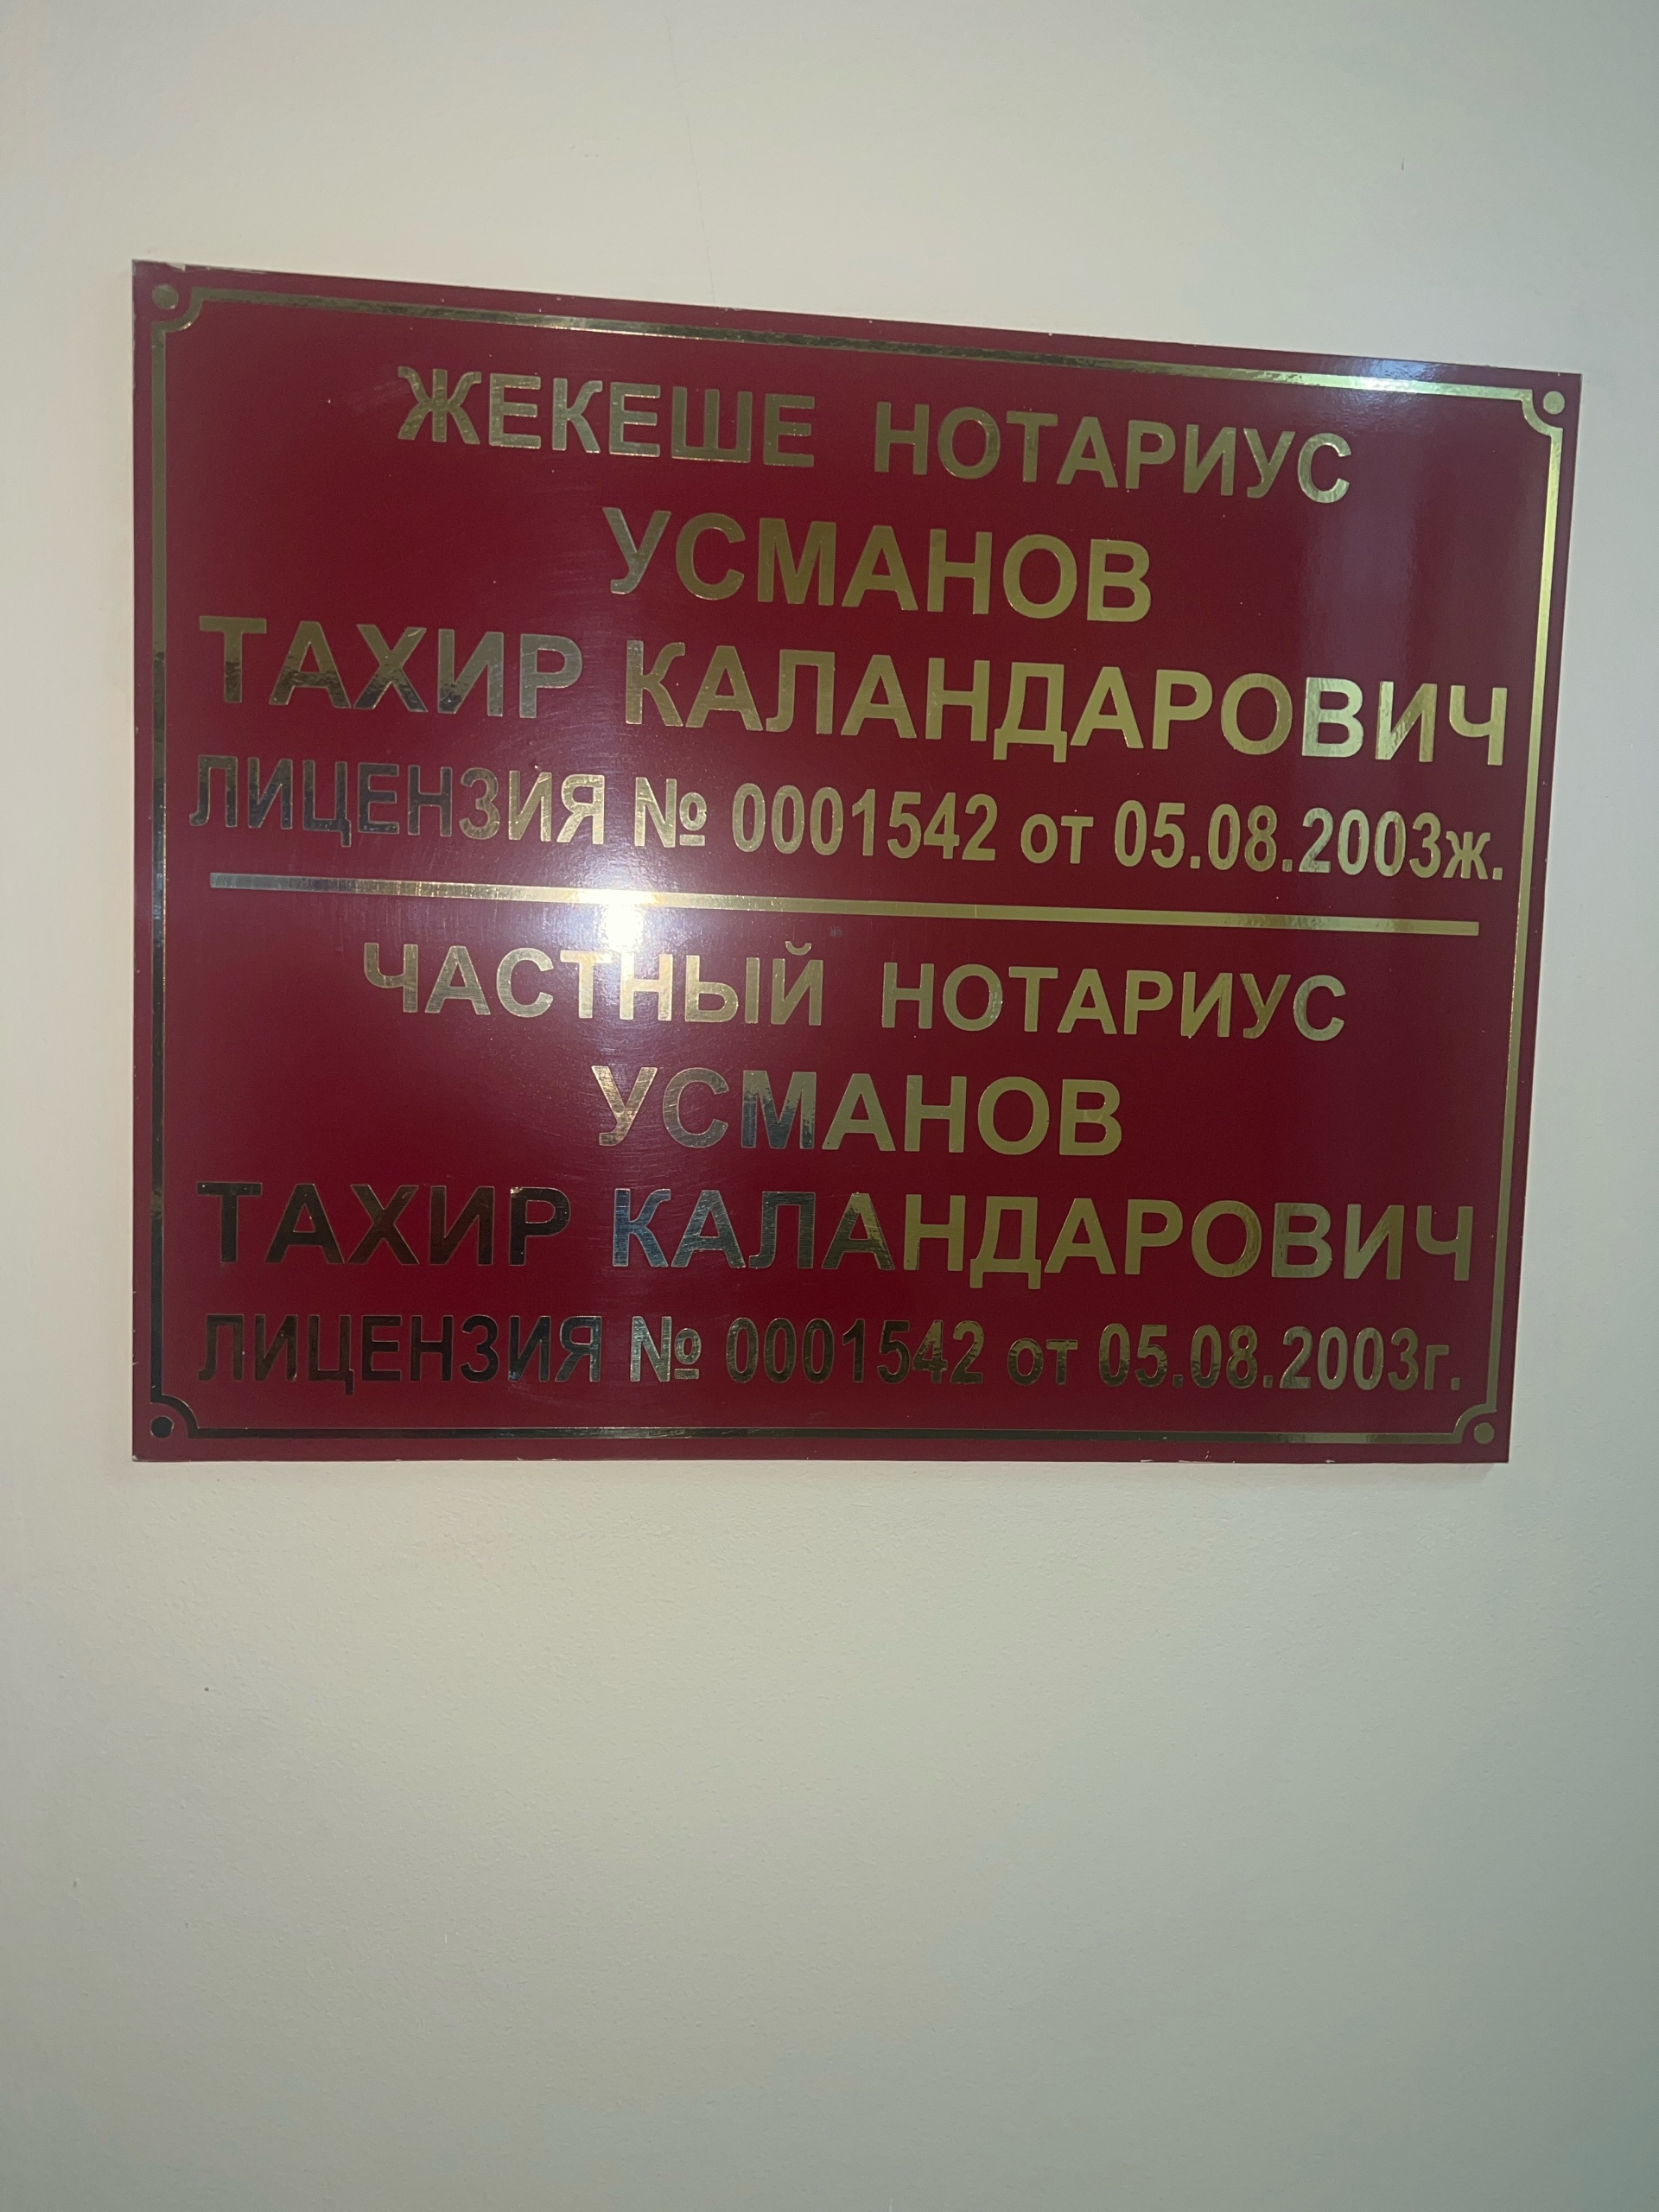 ЖЕКЕШЕ НОТАРИУС
УСМАНОВ
ТАХИР КАЛАНДАРОВИЧ
ЛИЦЕНЗИЯ № 0001542 от 05.08.2003ж.
ЧАСТНЫЙ НОТАРИУС
УСМАНОВ
ТАХИР КАЛАНДАРОВИЧ
ЛИЦЕНЗИЯ № 0001542 от 05.08.2003г.